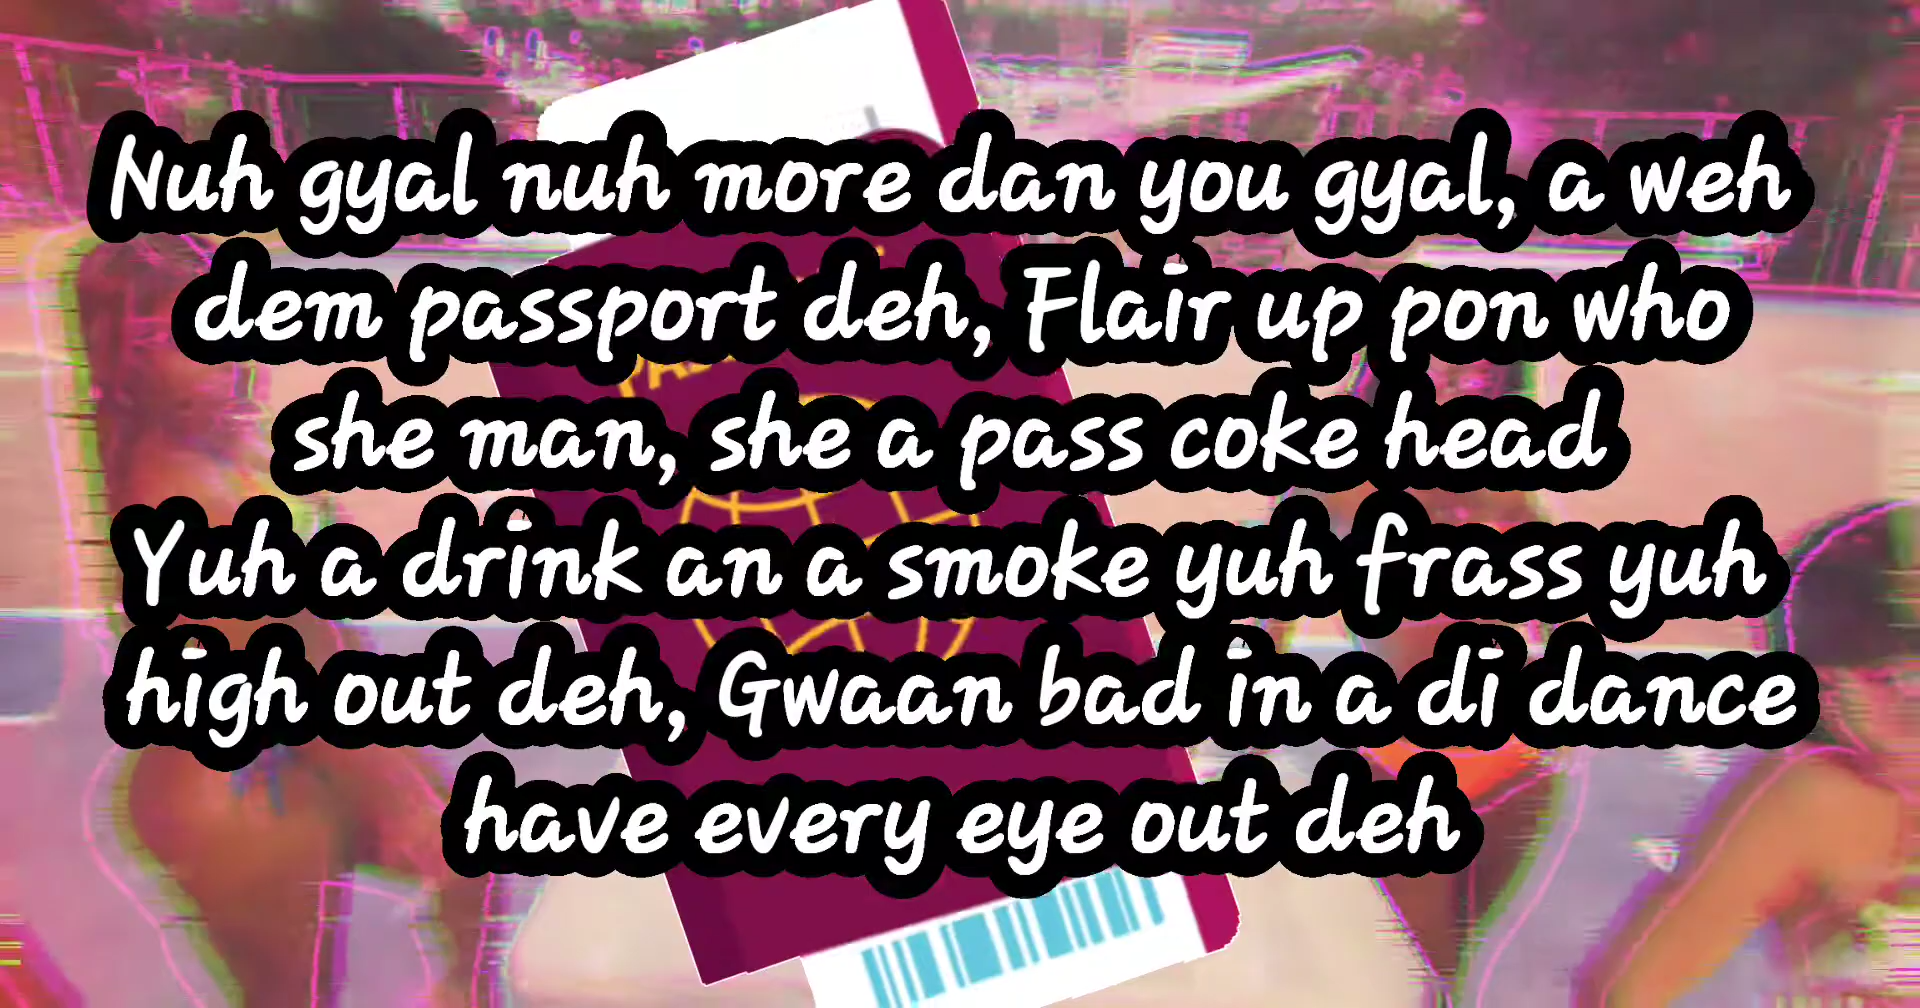 Nuh gyal nuh more dan you gyal, a weh
dem passport deh, Flair up pon who
she man, she a pass coke head
Yuh a drink an a smoke yuh frass yuh
high out deh, Gwaan bad in a di dance
have every eye out deh